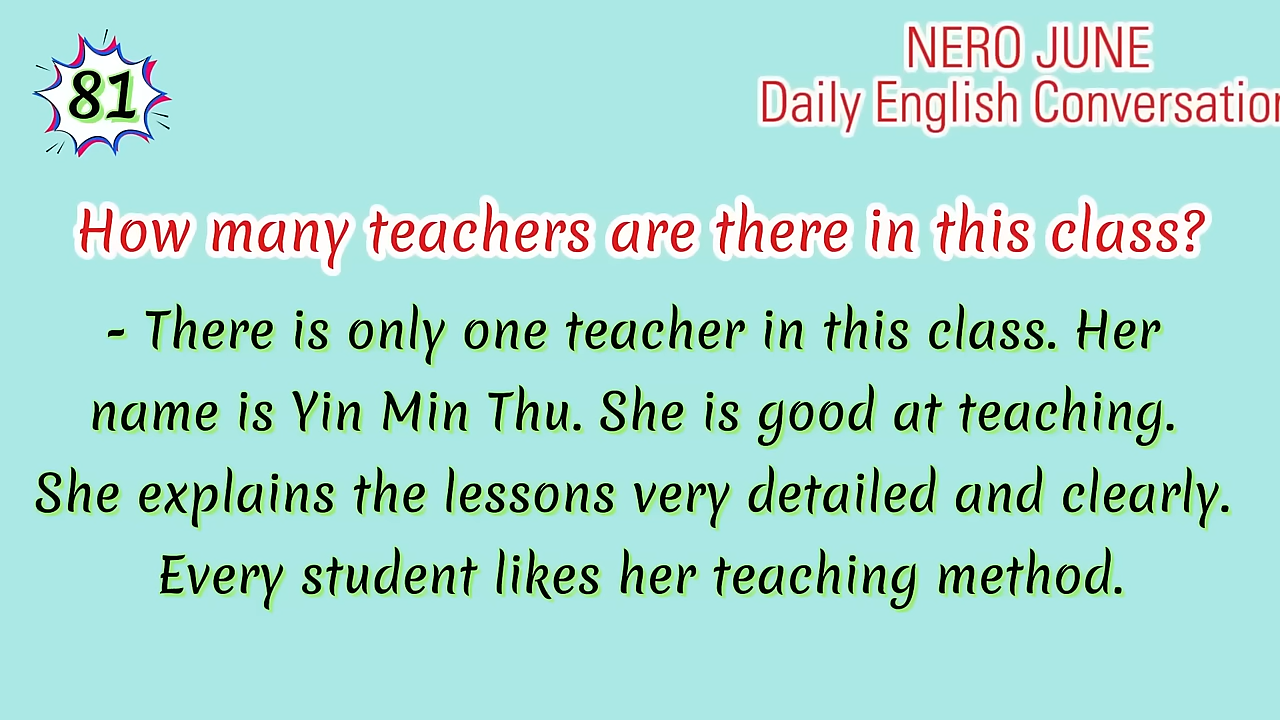 81
NERO JUNE
Daily English Conversation
How many teachers are there in this class?
- There is only one teacher in this class. Her
name is Yin Min Thu. She is good at teaching.
She explains the lessons very detailed and clearly.
Every student likes her teaching method.